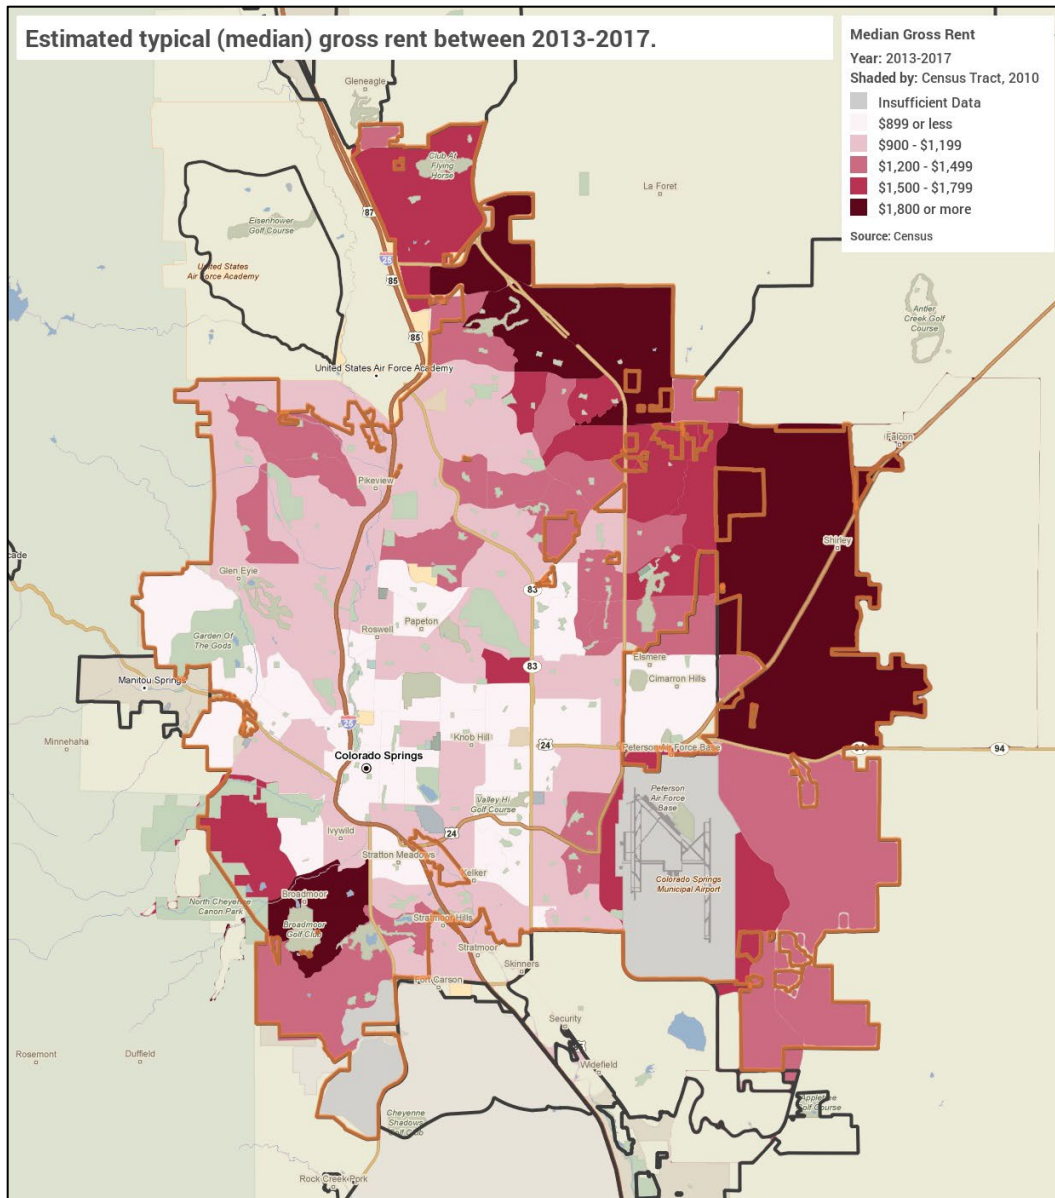 Estimated typical (median) gross rent between 2013-2017.
Median Gross Rent
Year: 2013-2017
Shaded by: Census Tract, 2010
Insufficient Data
$899 or less
$900 - $1,199
$1,200 - $1,499
$1,500 - $1,799
$1,800 or more
Source: Census
Gleneagle
Club At
Flying
Horse
La Foret
87
Eisenhower
Golf Course
25
United States
Air Force Academy
85
Antler
Creek Golf
Course
85
United States Air Force Academy
Falcon
Pikeview
Shirley
cade
Glen Eyie
83
Papeton
Roswell
Garden Of
The Gods
Elsmere
83
Cimarron Hills
Manitou Springs
25
Minnehaha
Knob Hill
24
Peterson Air Force Base
94
94
Colorado Springs
Peterson
Air Force
Base
Valley Hi
Golf Course
Ivywild
24
Stratton Meadows
Kelker
Colorado Springs
Municipal Airport
Broadmoor
North Cheyenne
Canon Park
Stratmoor Hills
Broadmoor
Golf Club
Stratmoor
Skinners
Fort Carson
Security
Rosemont
Duffield
Widefield
Appletree
Golf Course
Cheyenne
Shadows
Golf Club
Rock Creek Park